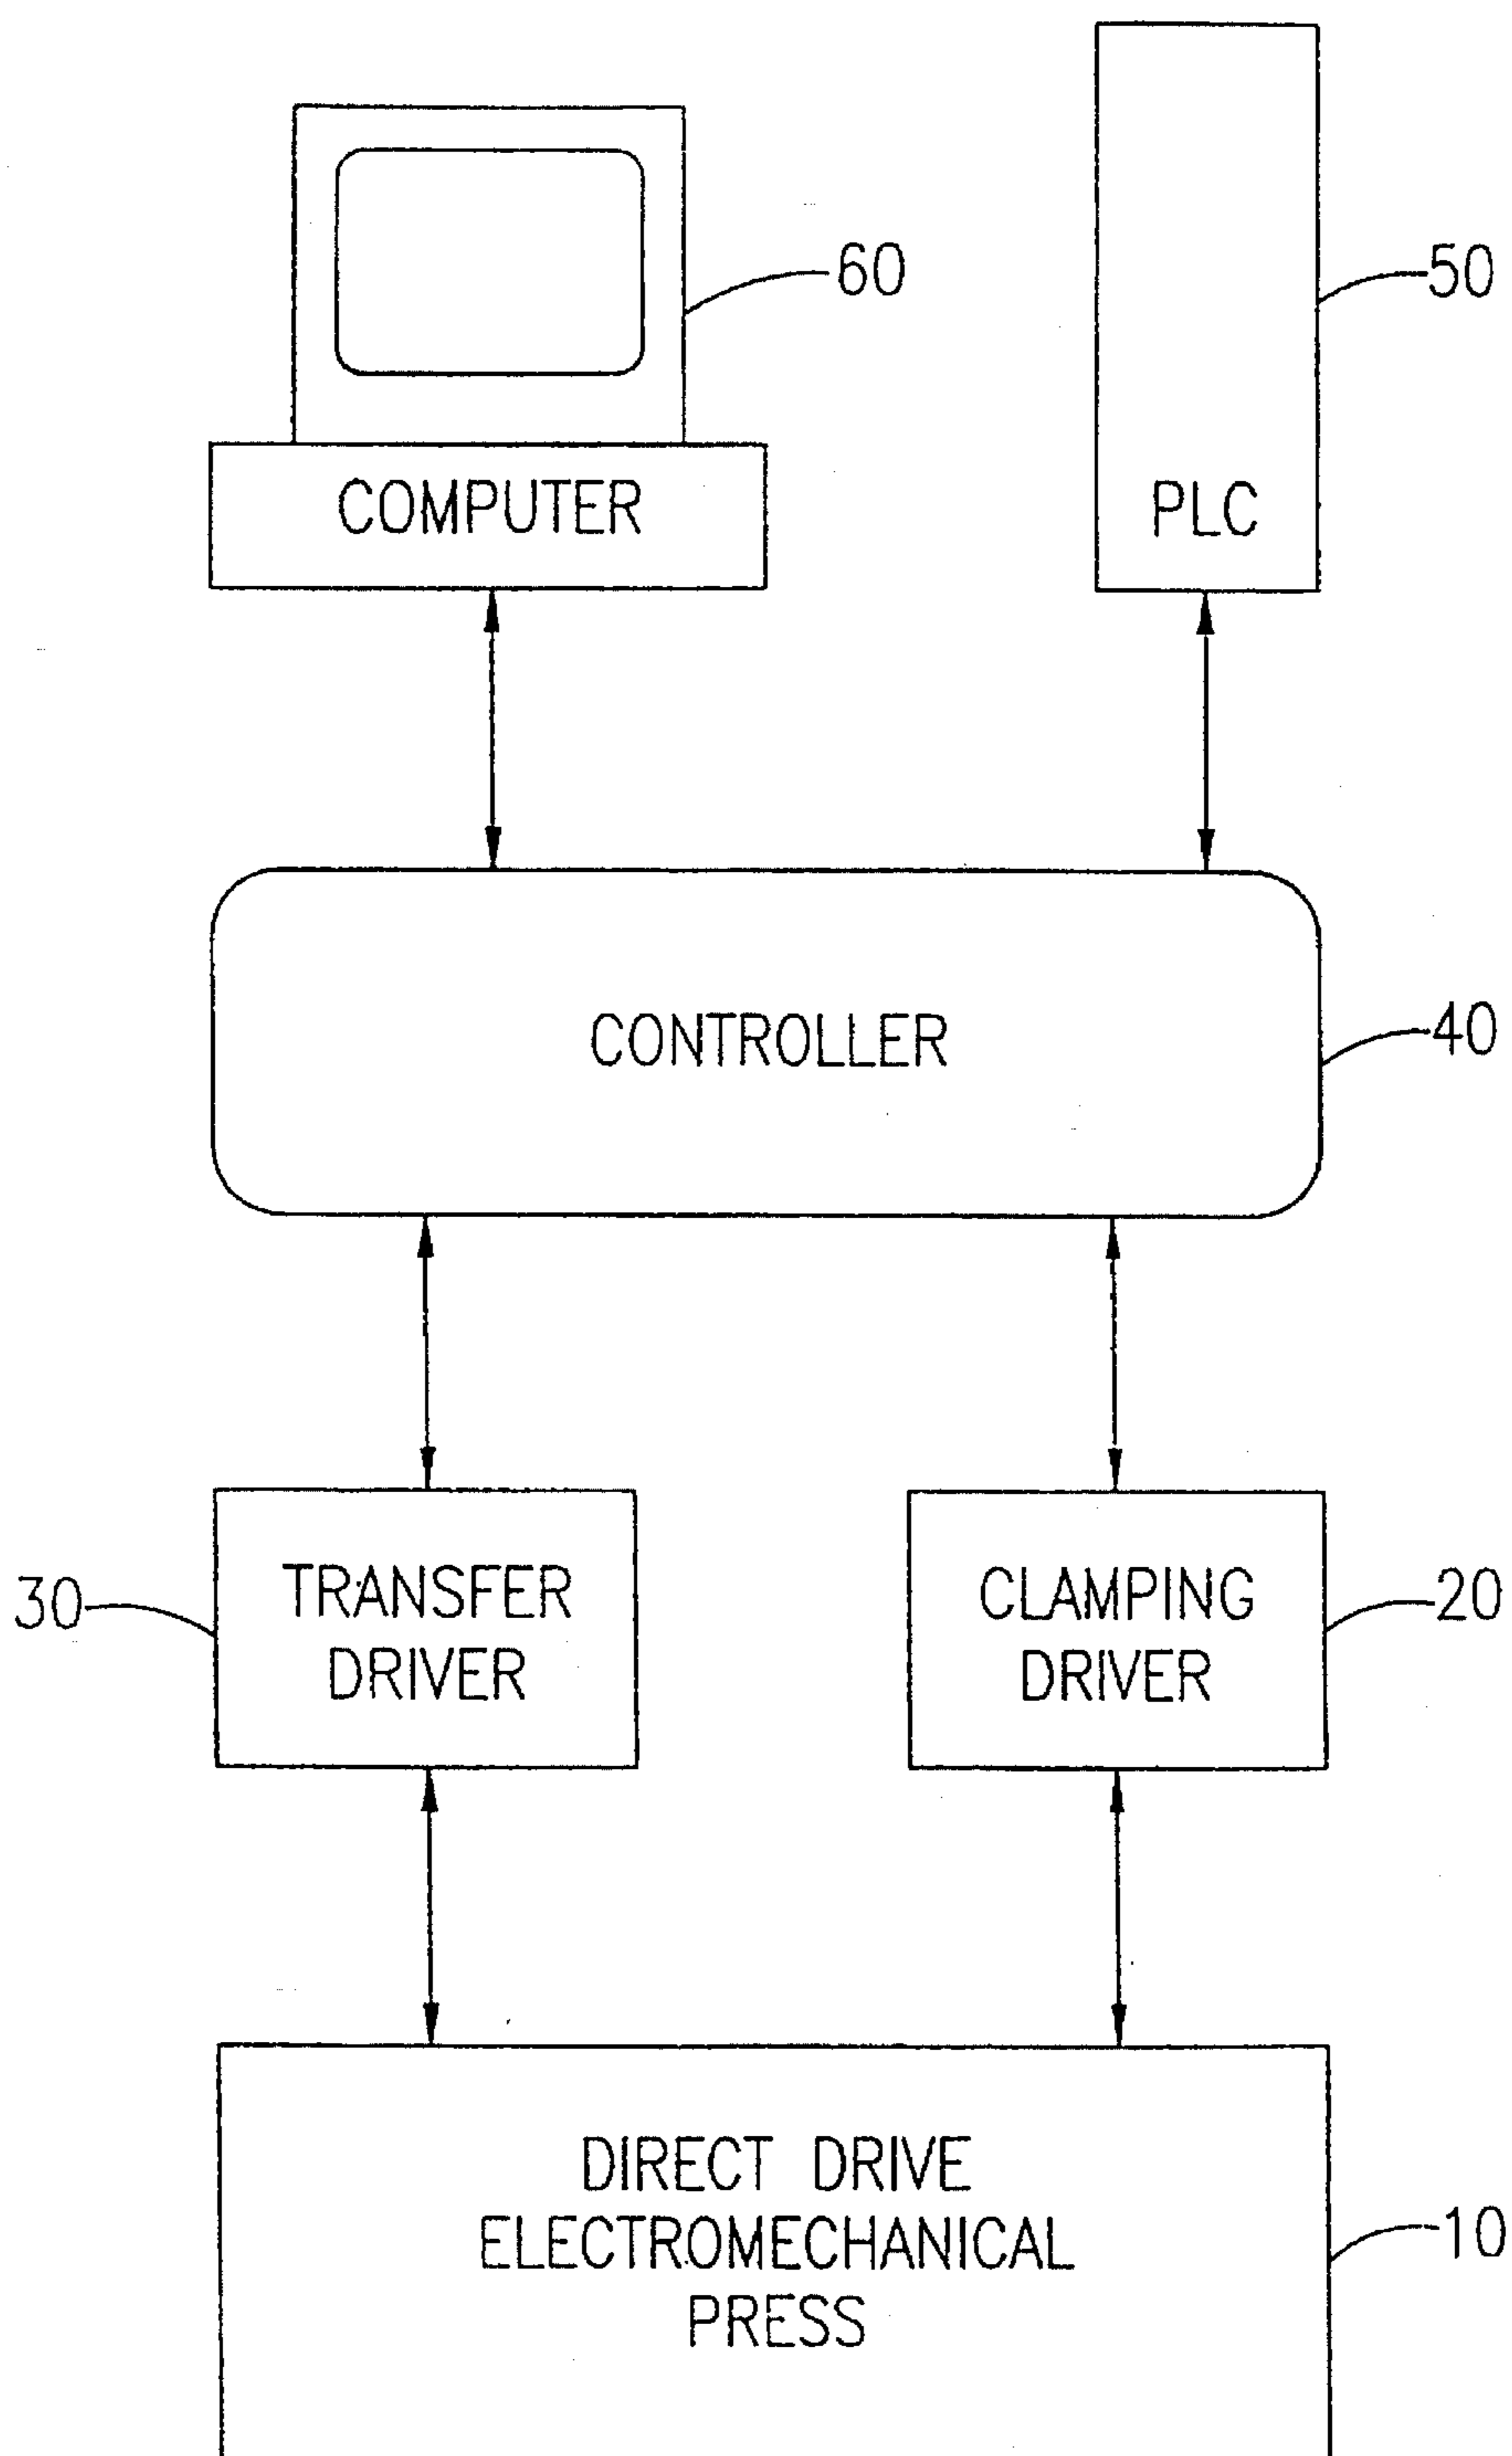 60
50
COMPUTER
PLC
CONTROLLER
40
30
TRANSFER
DRIVER
CLAMPING
DRIVER
20
DIRECT DRIVE
ELECTROMECHANICAL
PRESS
10